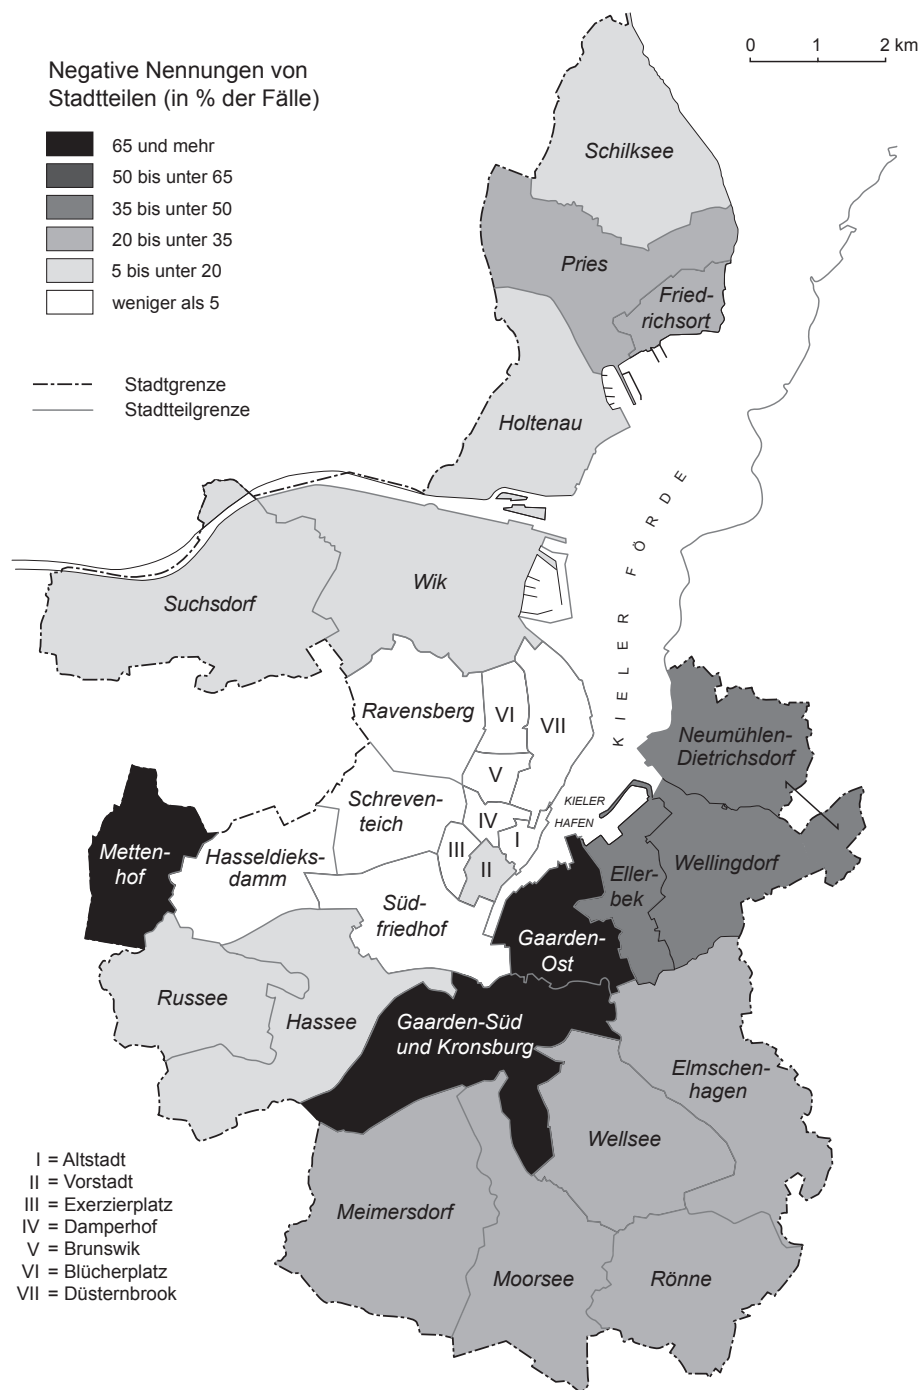 0 1 2 km
Negative Nennungen von
Stadtteilen (in % der Fälle)
65 und mehr
50 bis unter 65
35 bis unter 50
20 bis unter 35
5 bis unter 20
weniger als 5
Stadtgrenze
Stadtteilgrenze
Schilksee
Pries
Fried-
richsort
Holtenau
KIELER FÖRDE
Wik
Suchsdorf
Ravensberg
VI
VII
V
Neumühlen-
Dietrichsdorf
Schreven-
teich
IV
I
III
II
KIELER
HAFEN
Metten-
hof
Hasseldieks-
damm
Süd-
friedhof
Eller-
bek
Wellingdorf
Gaarden-
Ost
Russee
Hassee
Gaarden-Süd
und Kronsburg
Elmschen-
hagen
Wellsee
Meimersdorf
Moorsee
Rönne
I = Altstadt
II = Vorstadt
III = Exerzierplatz
IV = Damperhof
V = Brunswik
VI = Blücherplatz
VII = Düsternbrook